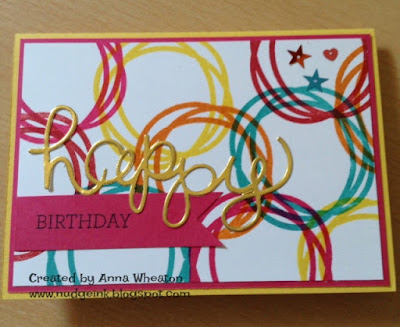 happy
BIRTHDAY
Created by Anna Wheaton
www.nudgeink.blogspot.com